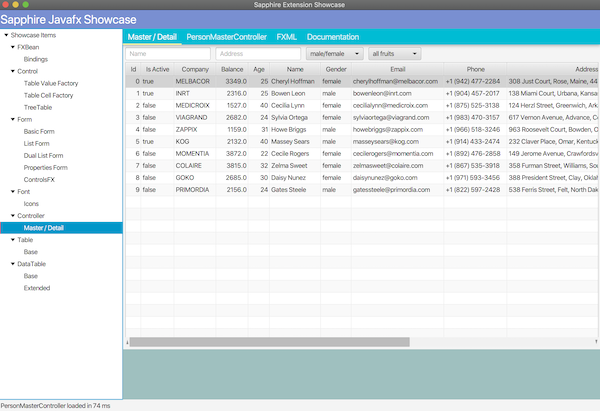 Sapphire Extension Showcase
Sapphire Javafx Showcase
Showcase Items
FXBean
Bindings
Control
Table Value Factory
Table Cell Factory
TreeTable
Form
Basic Form
List Form
Dual List Form
Properties Form
ControlsFX
Font
Icons
Controller
Master / Detail
Table
Base
DataTable
Base
Extended
Master / Detail PersonMasterController FXML Documentation
Name Address male/female all fruits
Id Is Active Company Balance Age Name Gender Email Phone Address
0 true MELBACOR 3349.0 25 Cheryl Hoffman female cherylhoffman@melbacor.com +1 (942) 477-2284 308 Just Court, Rose, Maine, 44
1 true INRT 2316.0 25 Bowen Leon male bowenleon@inrt.com +1 (904) 457-2017 138 Miami Court, Urbana, Kansas
2 false MEDICROIX 1527.0 40 Cecilia Lynn female cecilialynn@medicroix.com +1 (875) 525-3138 124 Herzl Street, Greenwich, Ark
3 false VIAGRAND 2682.0 24 Sylvia Ortega female sylviaortega@viagrand.com +1 (983) 470-3157 617 Vernon Avenue, Advance, C
4 false ZAPPIX 1159.0 31 Howe Briggs male howebriggs@zappix.com +1 (966) 518-3246 963 Roosevelt Court, Bowden, O
5 true KOG 2132.0 40 Massey Sears male masseysears@kog.com +1 (914) 433-2474 232 Claver Place, Omar, Kentuc
6 false MOMENTIA 3872.0 22 Cecile Rogers female cecilerogers@momentia.com +1 (892) 476-2858 149 Jerome Avenue, Crawfordsv
7 false COLAIRE 3815.0 32 Zelma Sweet female zelmasweet@colaire.com +1 (867) 535-3918 358 Furman Street, Williams, So
8 false GOKO 2685.0 30 Daisy Nunez female daisynunez@goko.com +1 (971) 593-3456 388 President Street, Clay, Oklah
9 false PRIMORDIA 2156.0 24 Gates Steele male gatessteele@primordia.com +1 (822) 597-2428 538 Ferris Street, Felt, North Dak
PersonMasterController loaded in 74 ms